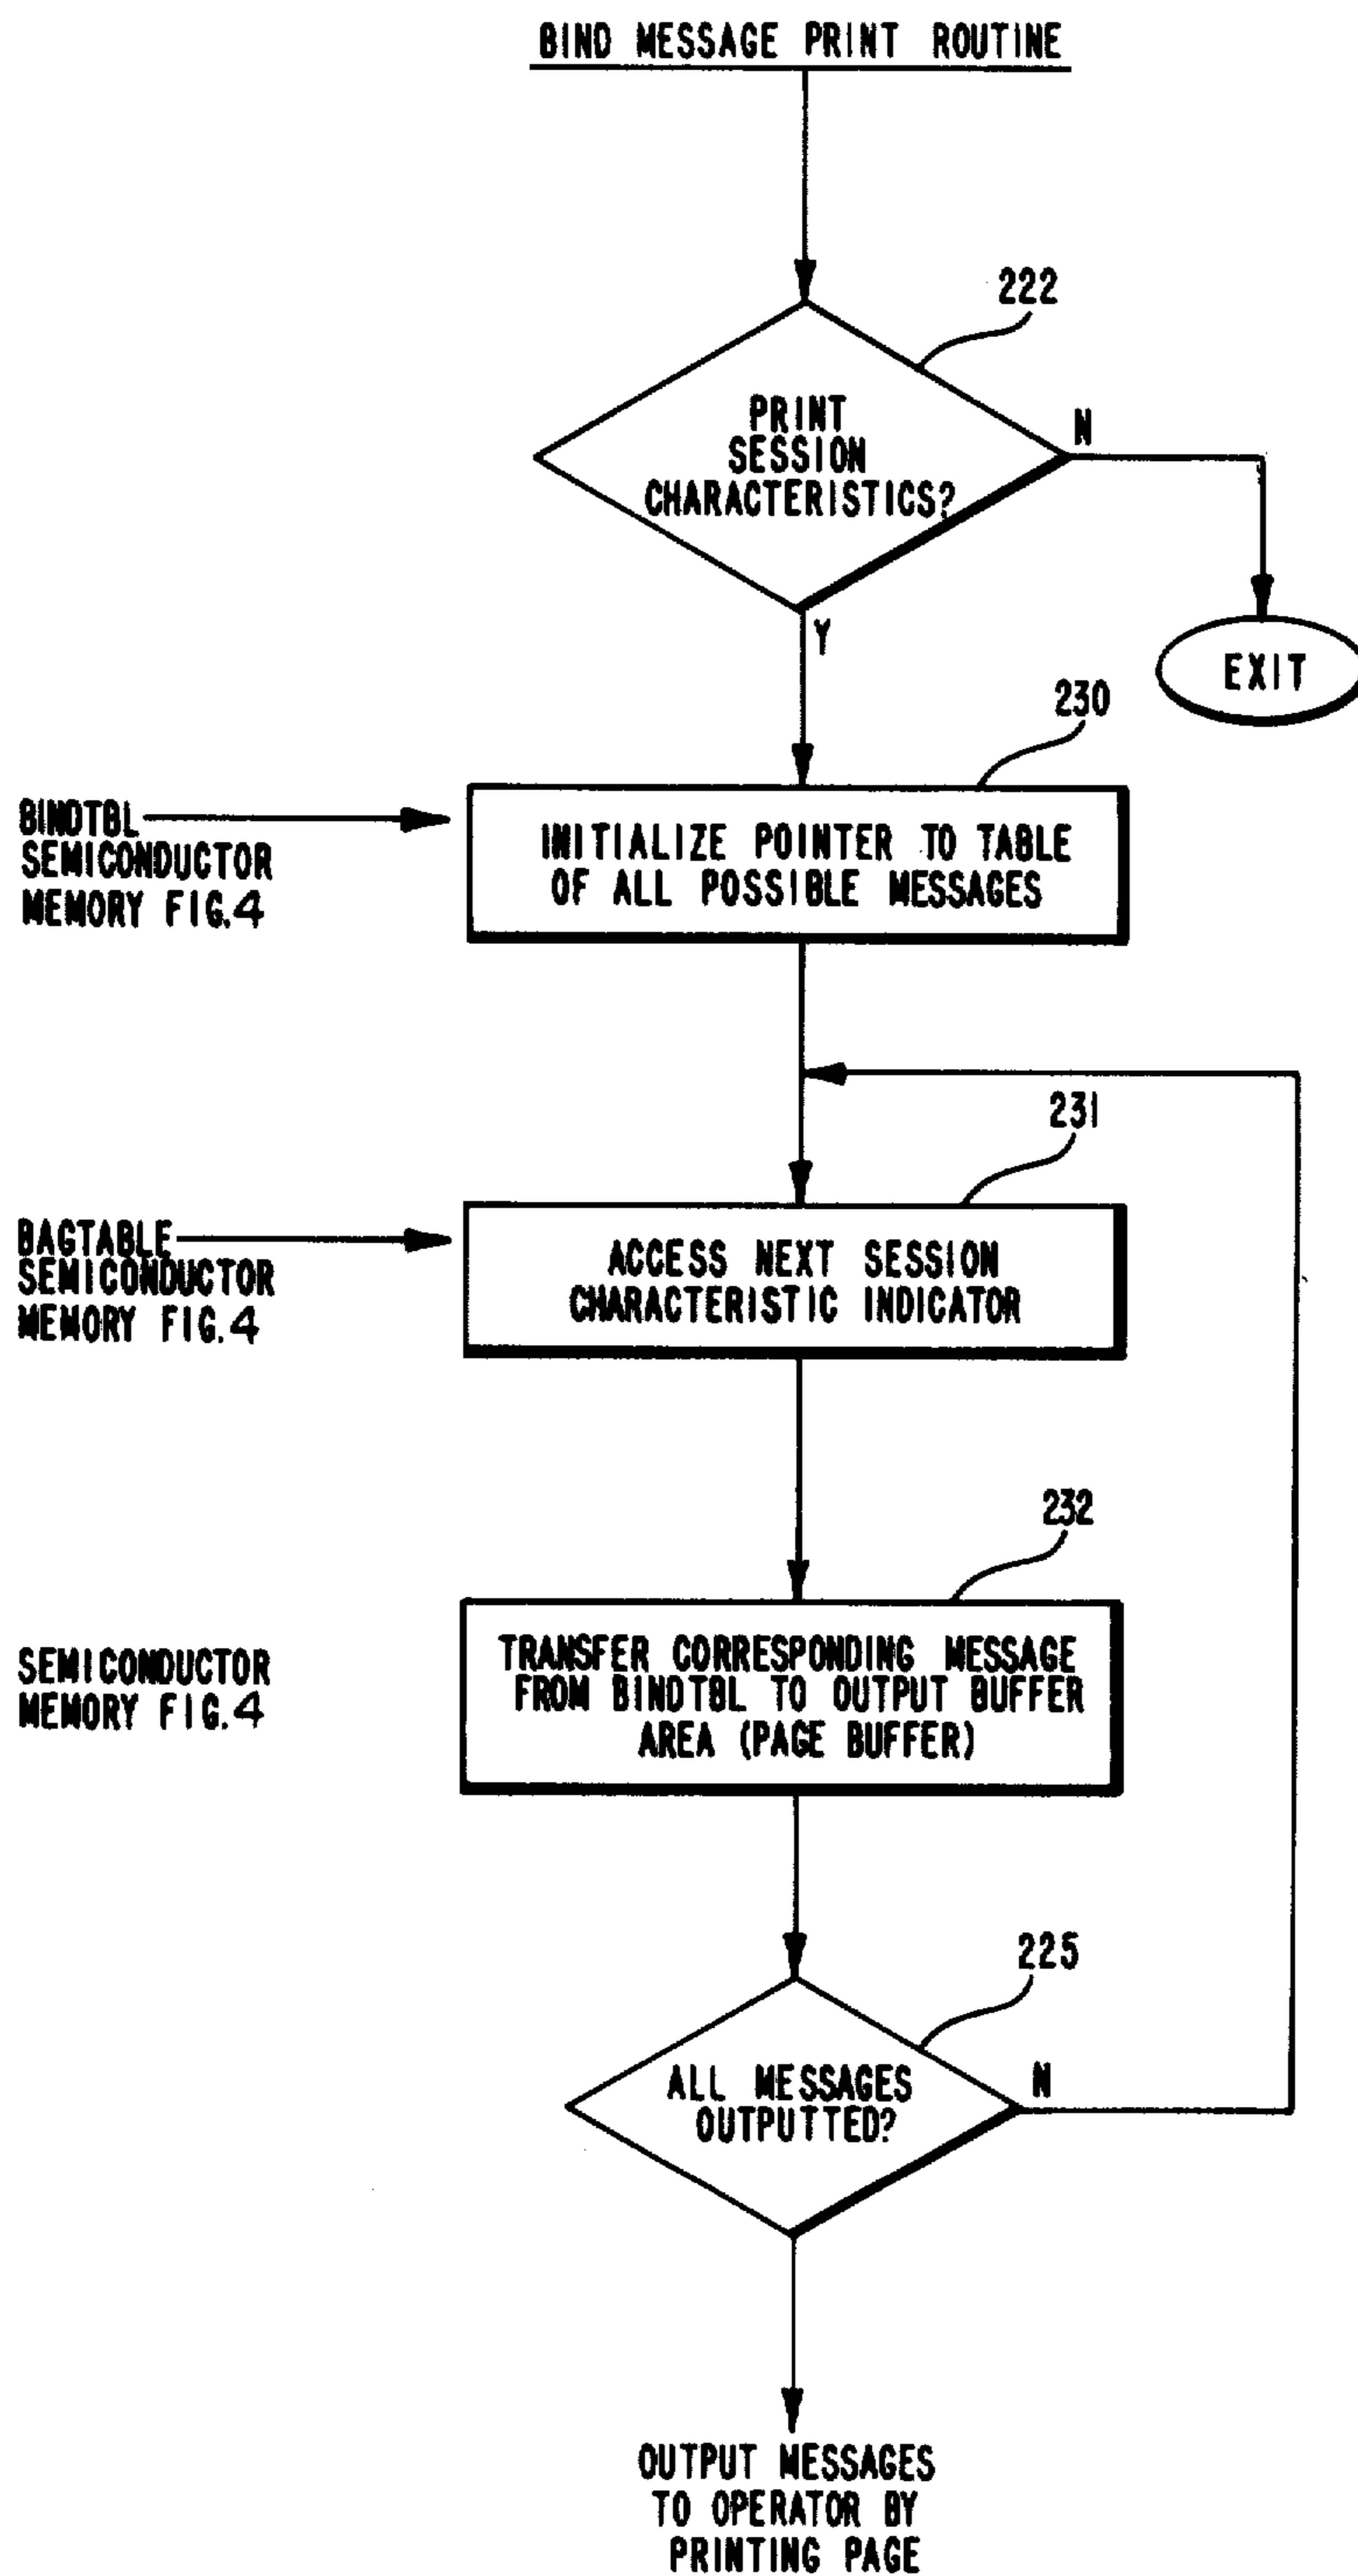 BIND MESSAGE PRINT ROUTINE
222
PRINT
SESSION
CHARACTERISTICS?
N
Y
EXIT
230
BINDTBL
SEMICONDUCTOR
MEMORY FIG.4
INITIALIZE POINTER TO TABLE
OF ALL POSSIBLE MESSAGES
231
BAGTABLE
SEMICONDUCTOR
MEMORY FIG.4
ACCESS NEXT SESSION
CHARACTERISTIC INDICATOR
232
SEMICONDUCTOR
MEMORY FIG.4
TRANSFER CORRESPONDING MESSAGE
FROM BINDTBL TO OUTPUT BUFFER
AREA (PAGE BUFFER)
225
ALL MESSAGES
OUTPUTTED?
N
OUTPUT MESSAGES
TO OPERATOR BY
PRINTING PAGE